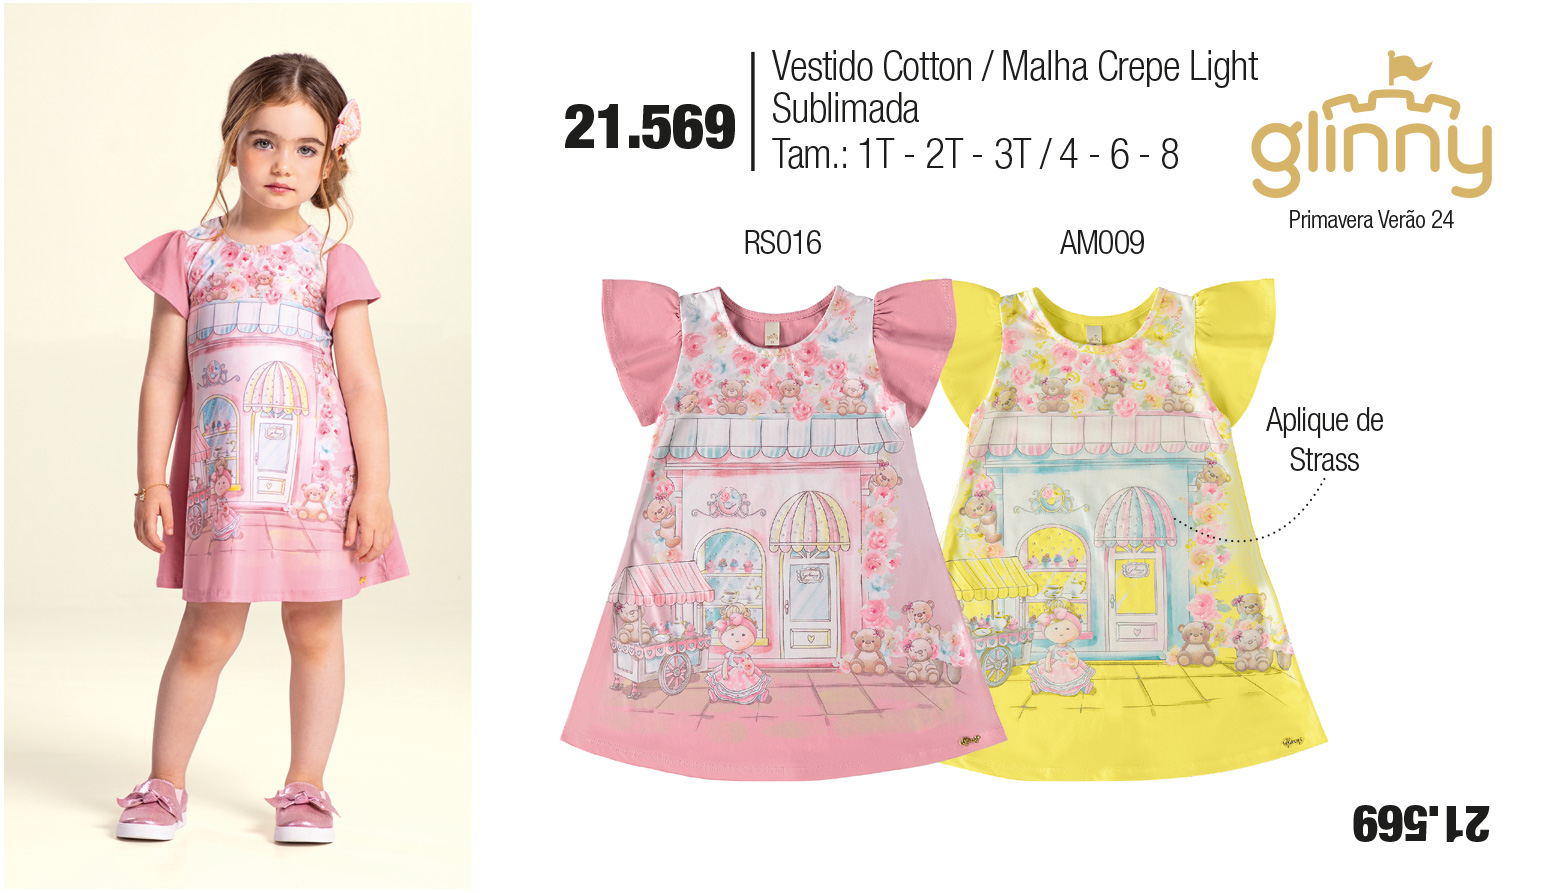 21.569
Vestido Cotton / Malha Crepe Light
Sublimada
Tam.: 1T - 2T - 3T / 4 - 6 - 8
glinny
Primavera Verão 24
RS016
AM009
Aplique de
Strass
21.569